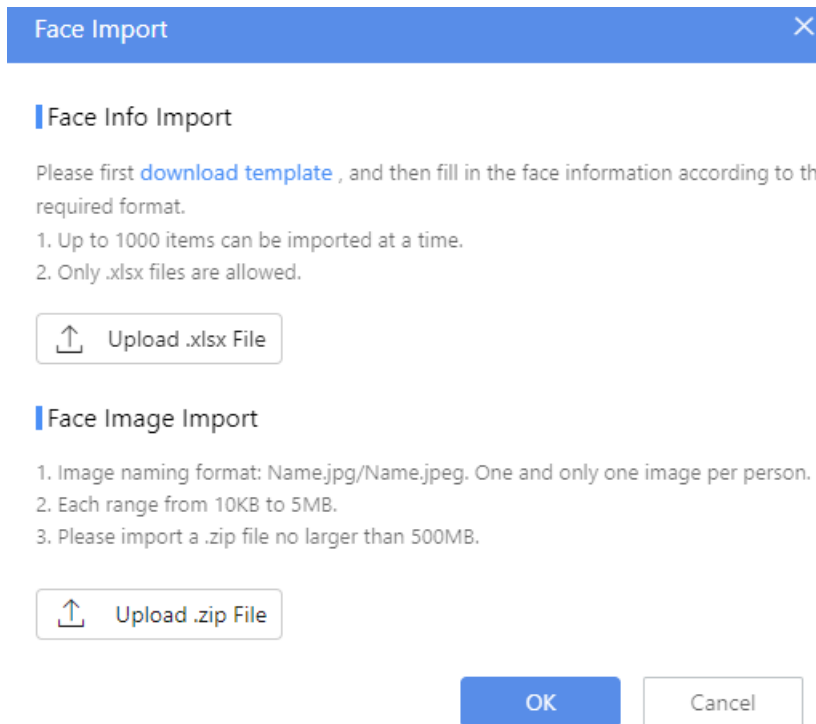 Face Import
Face Info Import
Please first download template , and then fill in the face information according to th
required format.
1. Up to 1000 items can be imported at a time.
2. Only .xlsx files are allowed.
Upload .xlsx File
Face Image Import
1. Image naming format: Name.jpg/Name.jpeg. One and only one image per person.
2. Each range from 10KB to 5MB.
3. Please import a .zip file no larger than 500MB.
Upload .zip File
OK Cancel